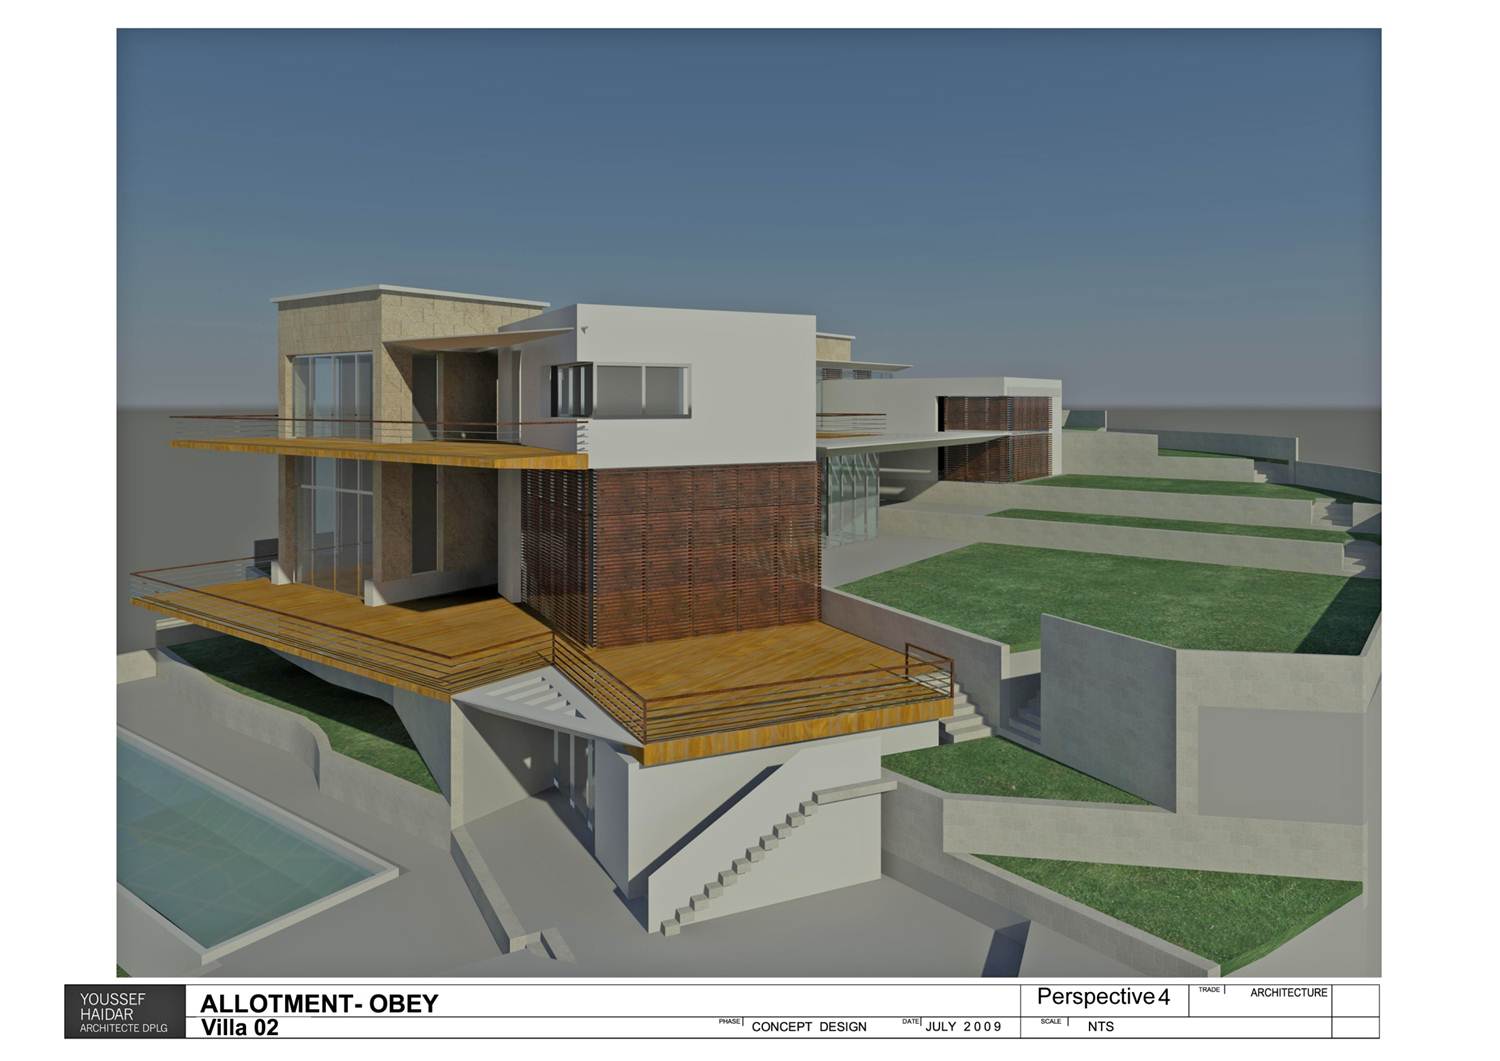 YOUSSEF
HAIDAR
ARCHITECTE DPLG
ALLOTMENT- OBEY
Villa 02
PHASE CONCEPT DESIGN
DATE JULY 2009
Perspective 4
SCALE NTS
TRADE ARCHITECTURE